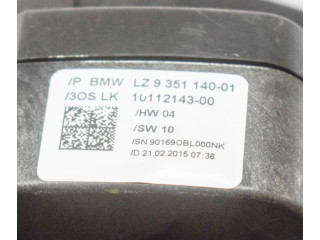 /P BMW LZ 9 351 140-01
/3OS LK 10112143-00
/HW 04
/SW 10
/SN 90169OBL000NK
/D 21.02.2015 07:36